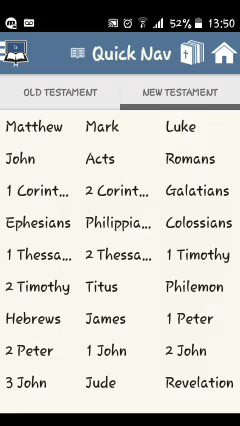 52% 13:50
Quick Nav
OLD TESTAMENT NEW TESTAMENT
Matthew Mark Luke
John Acts Romans
1 Corint... 2 Corint... Galatians
Ephesians Philippia... Colossians
1 Thessa... 2 Thessa... 1 Timothy
2 Timothy Titus Philemon
Hebrews James 1 Peter
2 Peter 1 John 2 John
3 John Jude Revelation